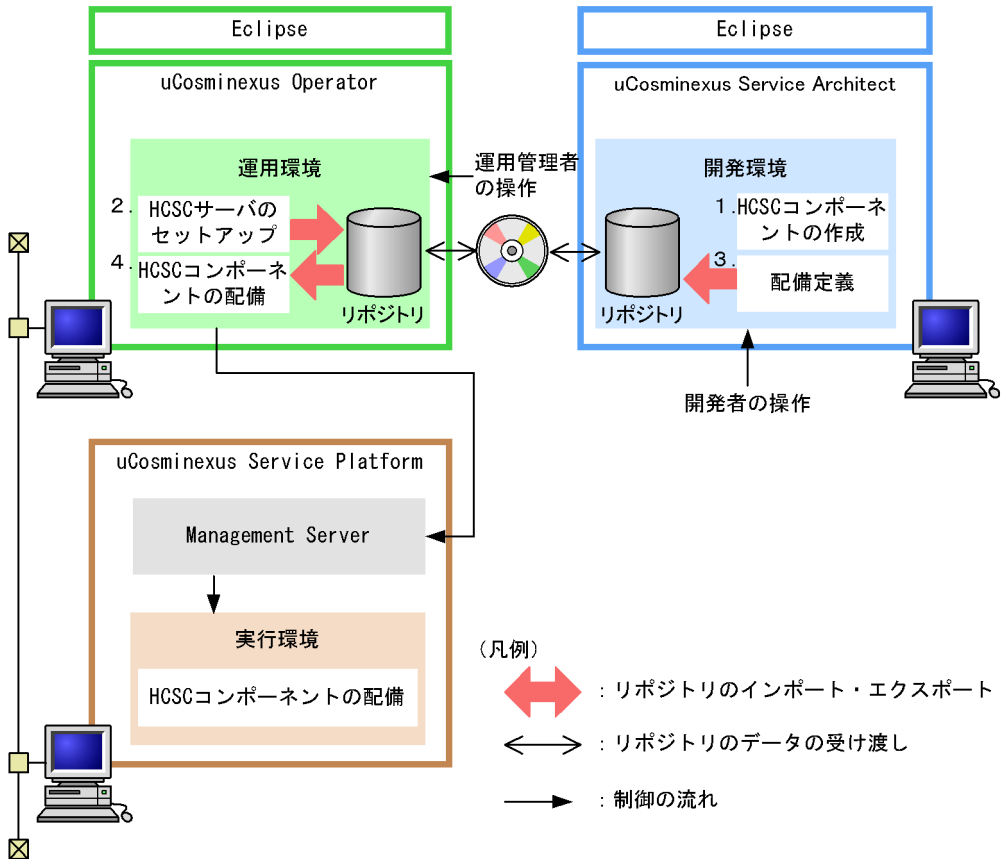 Eclipse
Eclipse
uCosminexus Operator
uCosminexus Service Architect
運用環境
運用管理者
の操作
開発環境
2.
HCSCサーバの
セットアップ
1.HCSCコンポーネ
ントの作成
4.
HCSCコンポーネ
ントの配備
3.
配備定義
リポジトリ
リポジトリ
開発者の操作
uCosminexus Service Platform
Management Server
実行環境
HCSCコンポーネントの配備
(凡例)
:リポジトリのインポート・エクスポート
:リポジトリのデータの受け渡し
:制御の流れ